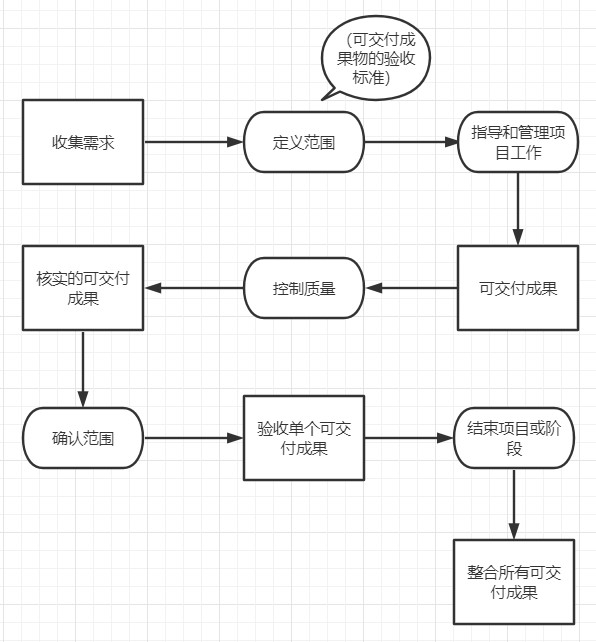 （可交付成
果物的验收
标准）
收集需求
定义范围
指导和管理项
目工作
核实的可交付
成果
控制质量
可交付成果
确认范围
验收单个可交
付成果
结束项目或阶
段
整合所有可交
付成果